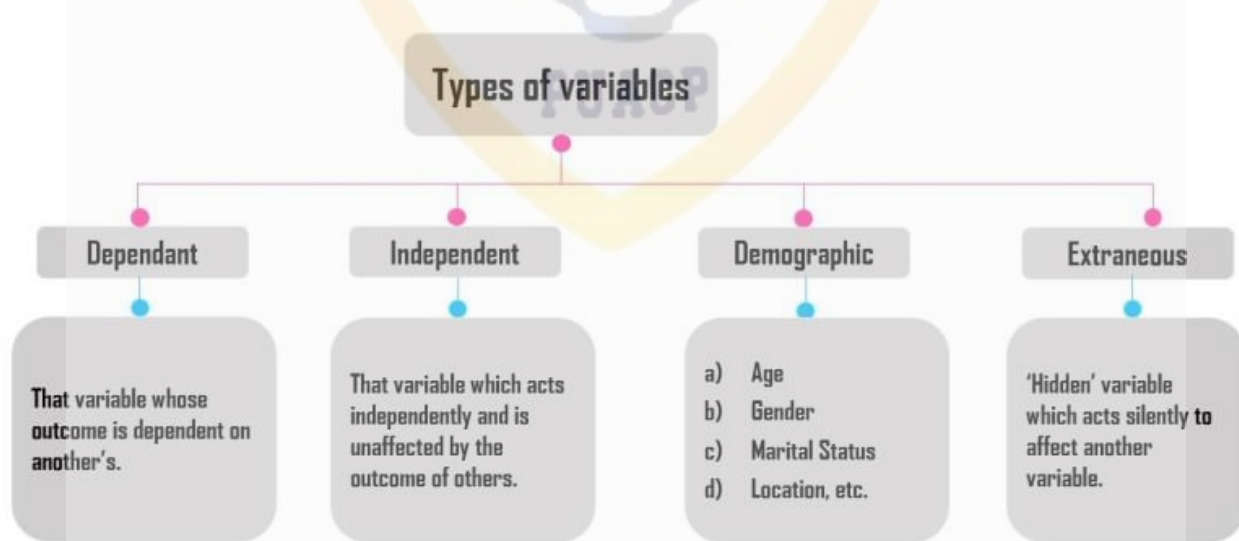 Types of variables
PUACP
Dependant
Independent
Demographic
Extraneous
That variable whose
outcome is dependent on
another's.
That variable which acts
independently and is
unaffected by the
outcome of others.
a) Age
b) Gender
c) Marital Status
d) Location, etc.
'Hidden' variable
which acts silently to
affect another
variable.